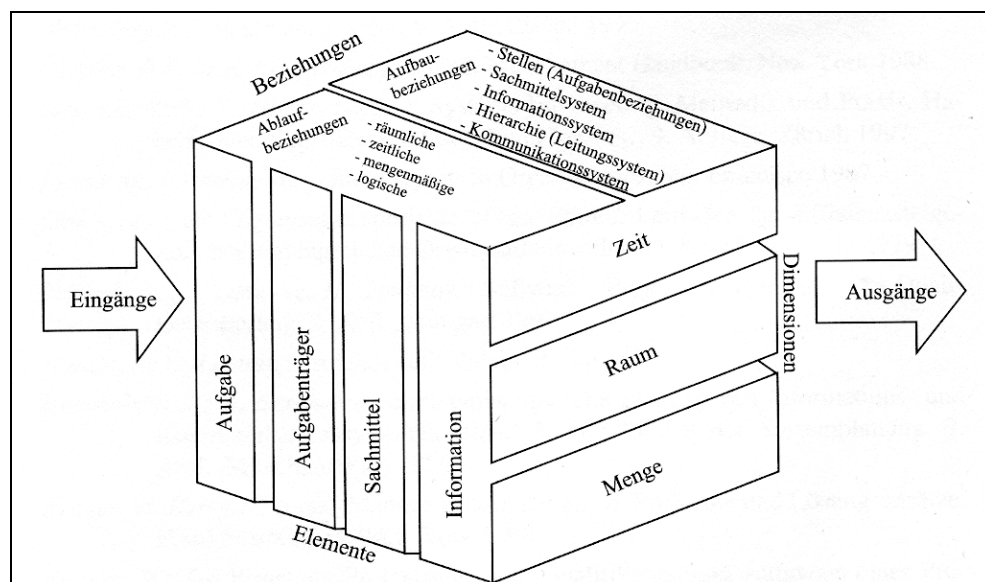 Beziehungen
Aufbau-
beziehungen
- Stellen (Aufgabenbeziehungen)
- Sachmittelsystem
- Informationssystem
- Hierarchie (Leitungssystem)
- Kommunikationssystem
Ablauf-
beziehungen
- räumliche
- zeitliche
- mengenmäßige
- logische
Eingänge
Aufgabe
Aufgabenträger
Sachmittel
Information
Elemente
Zeit
Raum
Menge
Dimensionen
Ausgänge